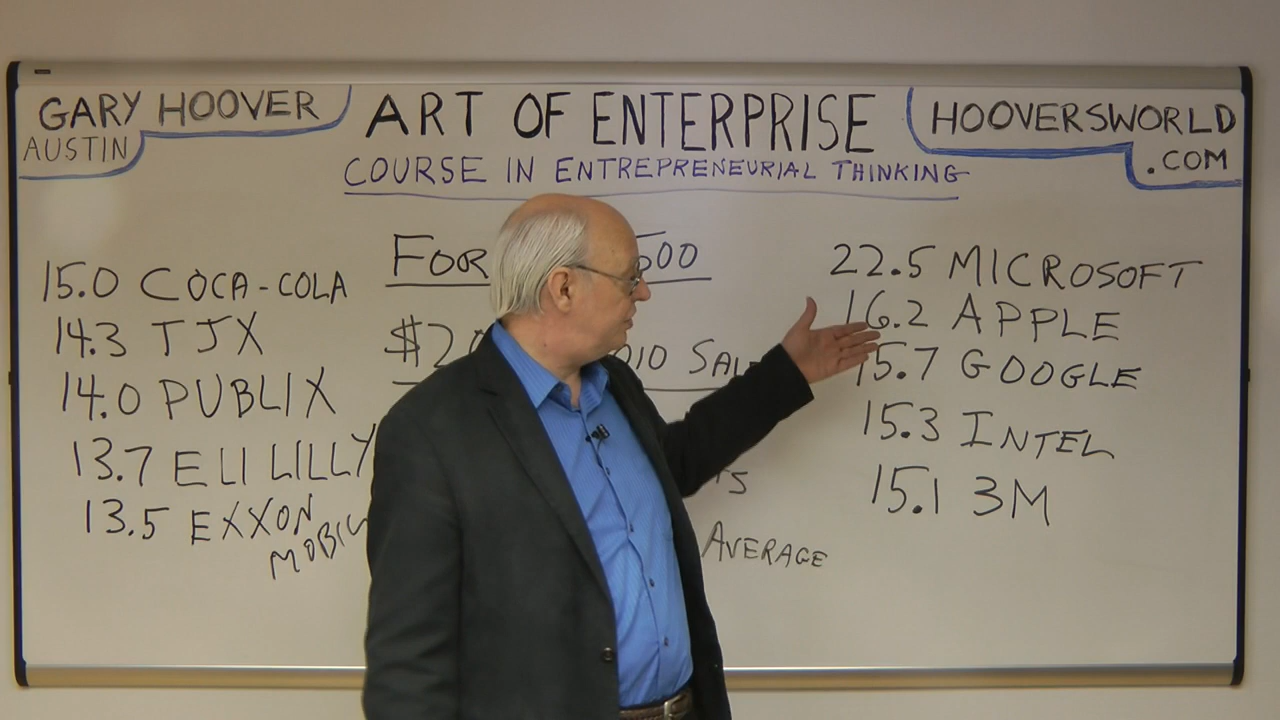 GARY HOOVER
AUSTIN
ART OF ENTERPRISE
COURSE IN ENTREPRENEURIAL THINKING
HOOVERSWORLD
.COM
500
15.0 COCA-COLA
14.3 TJX
14.0 PUBLIX
13.7 ELI LILLY
13.5 EXXON
MOBIL
AVERAGE
22.5 MICROSOFT
16.2 APPLE
15.7 GOOGLE
15.3 INTEL
15.1 3M